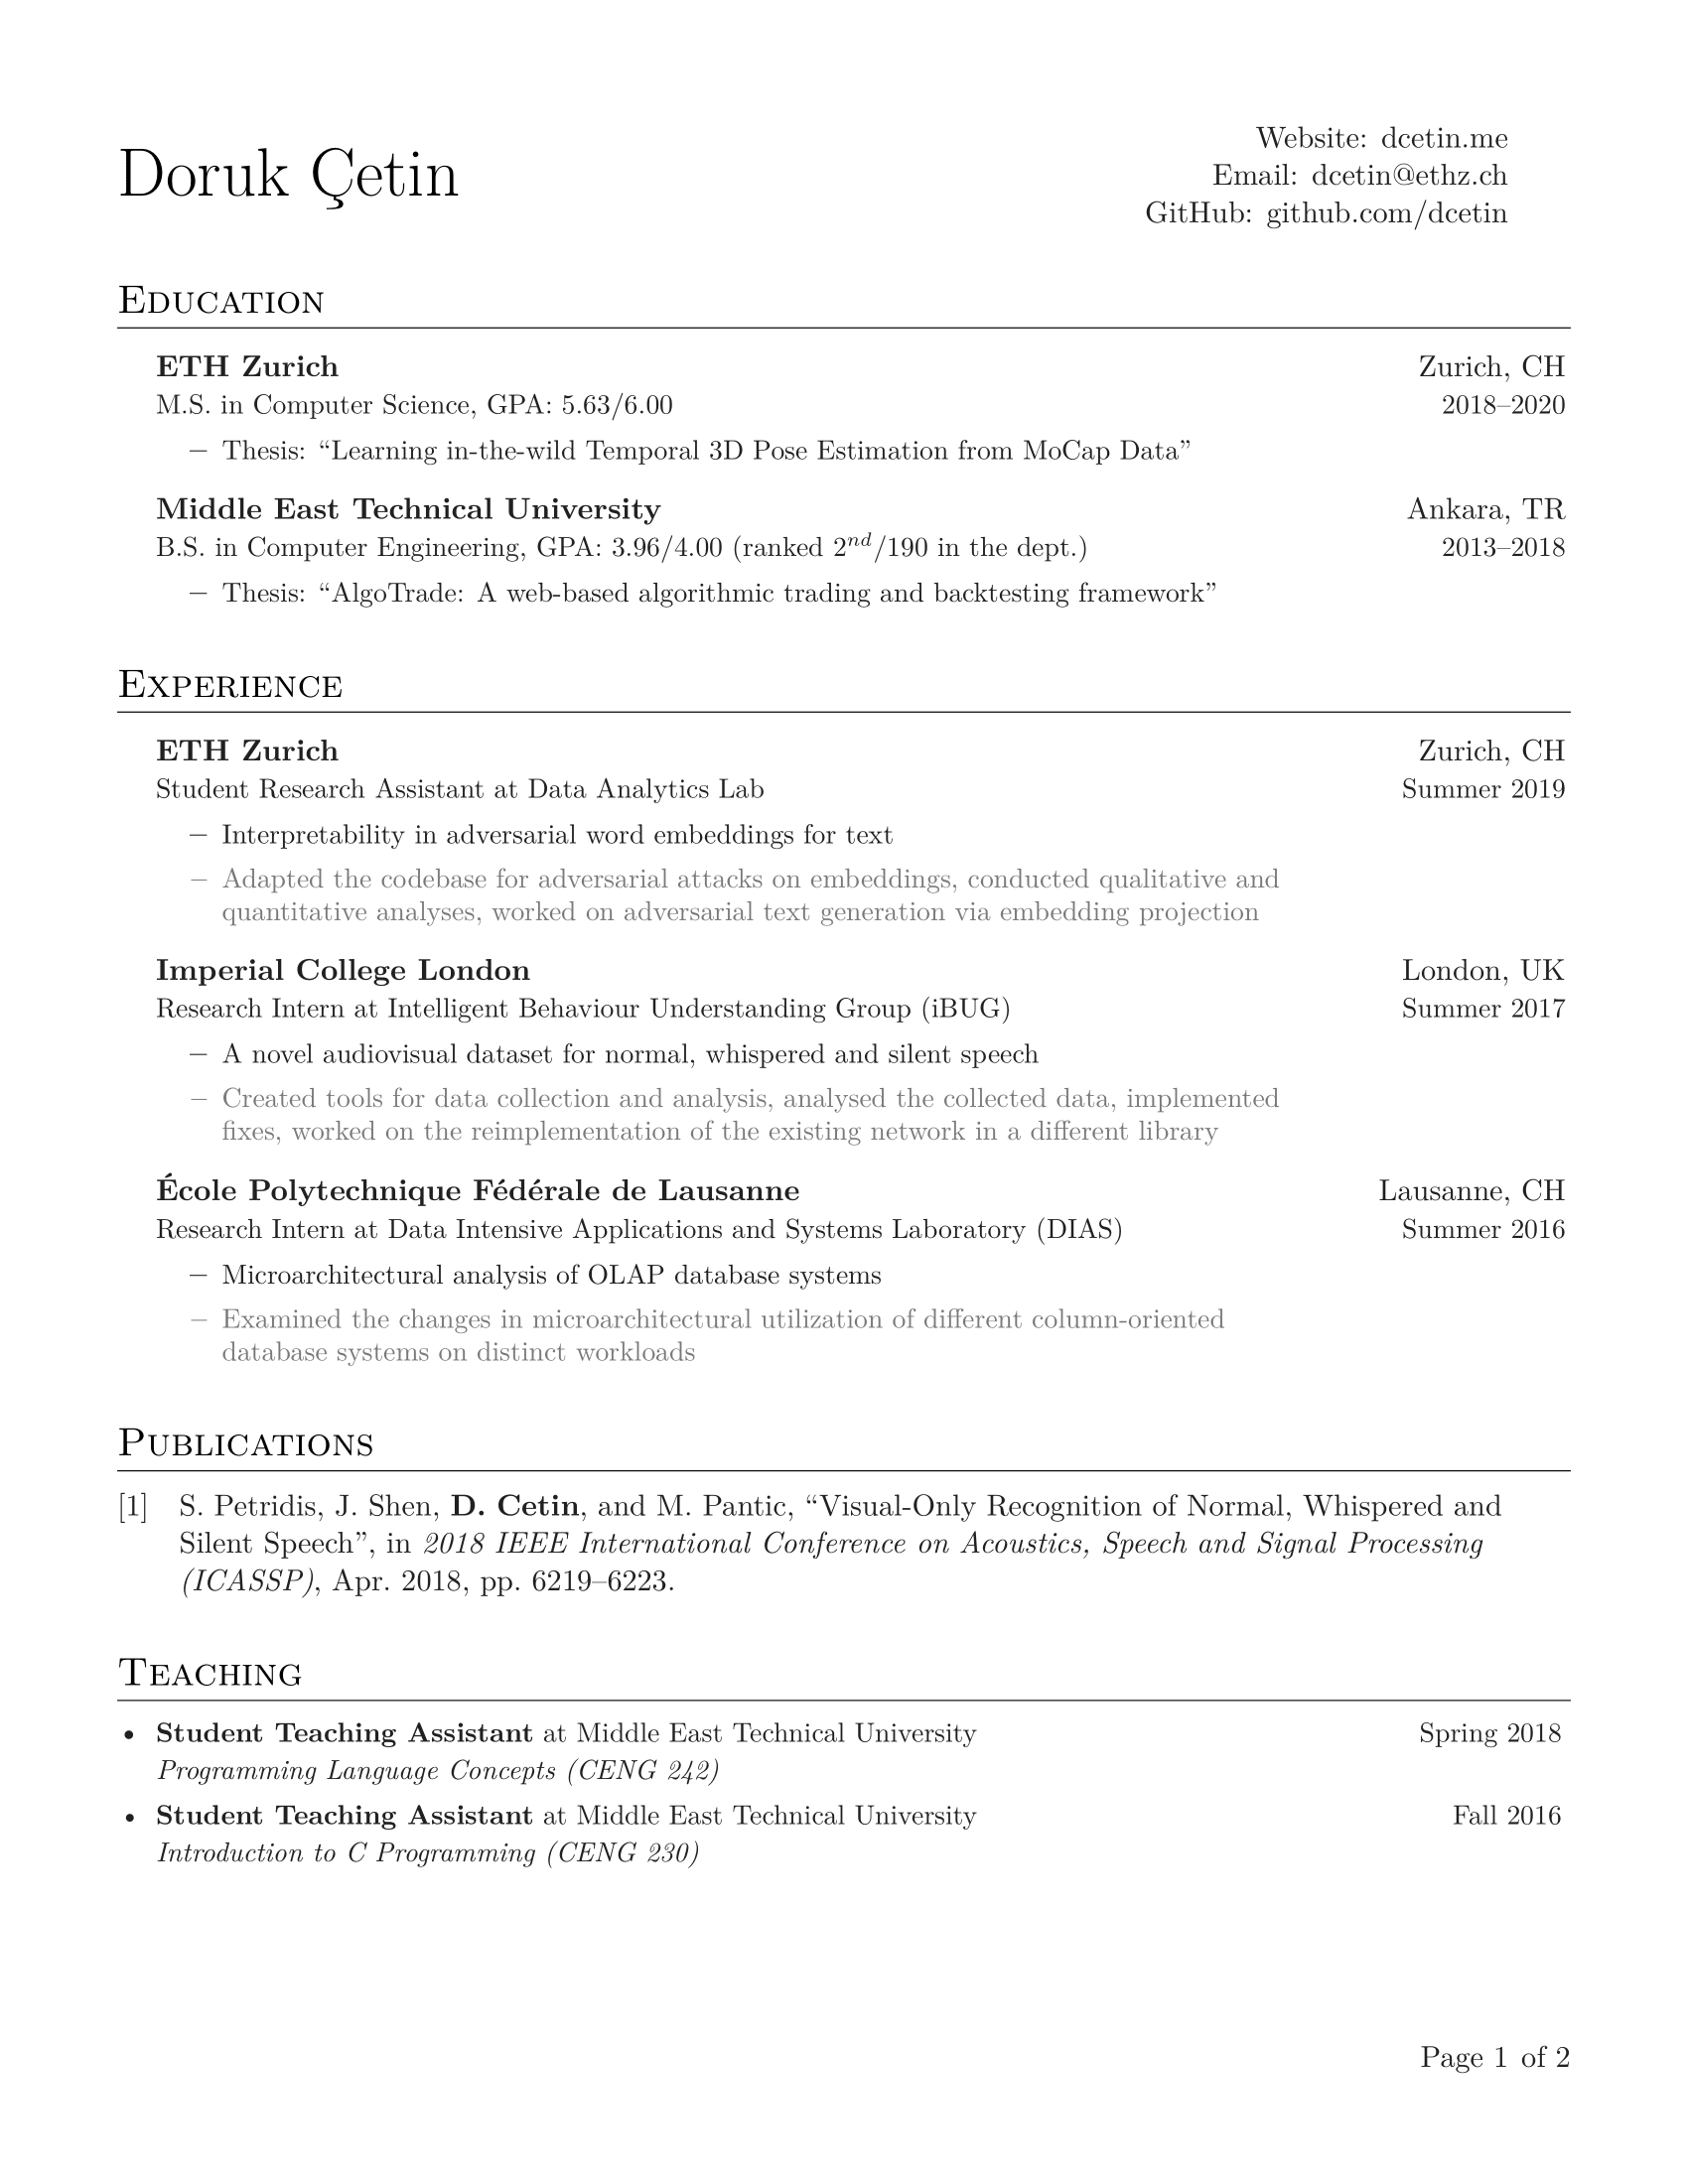 Doruk Çetin
Website: dcetin.me
Email: dcetin@ethz.ch
GitHub: github.com/dcetin
Education
ETH Zurich Zurich, CH
M.S. in Computer Science, GPA: 5.63/6.00 2018–2020
– Thesis: “Learning in-the-wild Temporal 3D Pose Estimation from MoCap Data”
Middle East Technical University Ankara, TR
B.S. in Computer Engineering, GPA: 3.96/4.00 (ranked 2nd/190 in the dept.) 2013–2018
– Thesis: “AlgoTrade: A web-based algorithmic trading and backtesting framework”
Experience
ETH Zurich Zurich, CH
Student Research Assistant at Data Analytics Lab Summer 2019
– Interpretability in adversarial word embeddings for text
– Adapted the codebase for adversarial attacks on embeddings, conducted qualitative and
quantitative analyses, worked on adversarial text generation via embedding projection
Imperial College London London, UK
Research Intern at Intelligent Behaviour Understanding Group (iBUG) Summer 2017
– A novel audiovisual dataset for normal, whispered and silent speech
– Created tools for data collection and analysis, analysed the collected data, implemented
fixes, worked on the reimplementation of the existing network in a different library
École Polytechnique Fédérale de Lausanne Lausanne, CH
Research Intern at Data Intensive Applications and Systems Laboratory (DIAS) Summer 2016
– Microarchitectural analysis of OLAP database systems
– Examined the changes in microarchitectural utilization of different column-oriented
database systems on distinct workloads
Publications
[1] S. Petridis, J. Shen, D. Cetin, and M. Pantic, “Visual-Only Recognition of Normal, Whispered and
Silent Speech”, in 2018 IEEE International Conference on Acoustics, Speech and Signal Processing
(ICASSP), Apr. 2018, pp. 6219–6223.
Teaching
• Student Teaching Assistant at Middle East Technical University Spring 2018
Programming Language Concepts (CENG 242)
• Student Teaching Assistant at Middle East Technical University Fall 2016
Introduction to C Programming (CENG 230)
Page 1 of 2